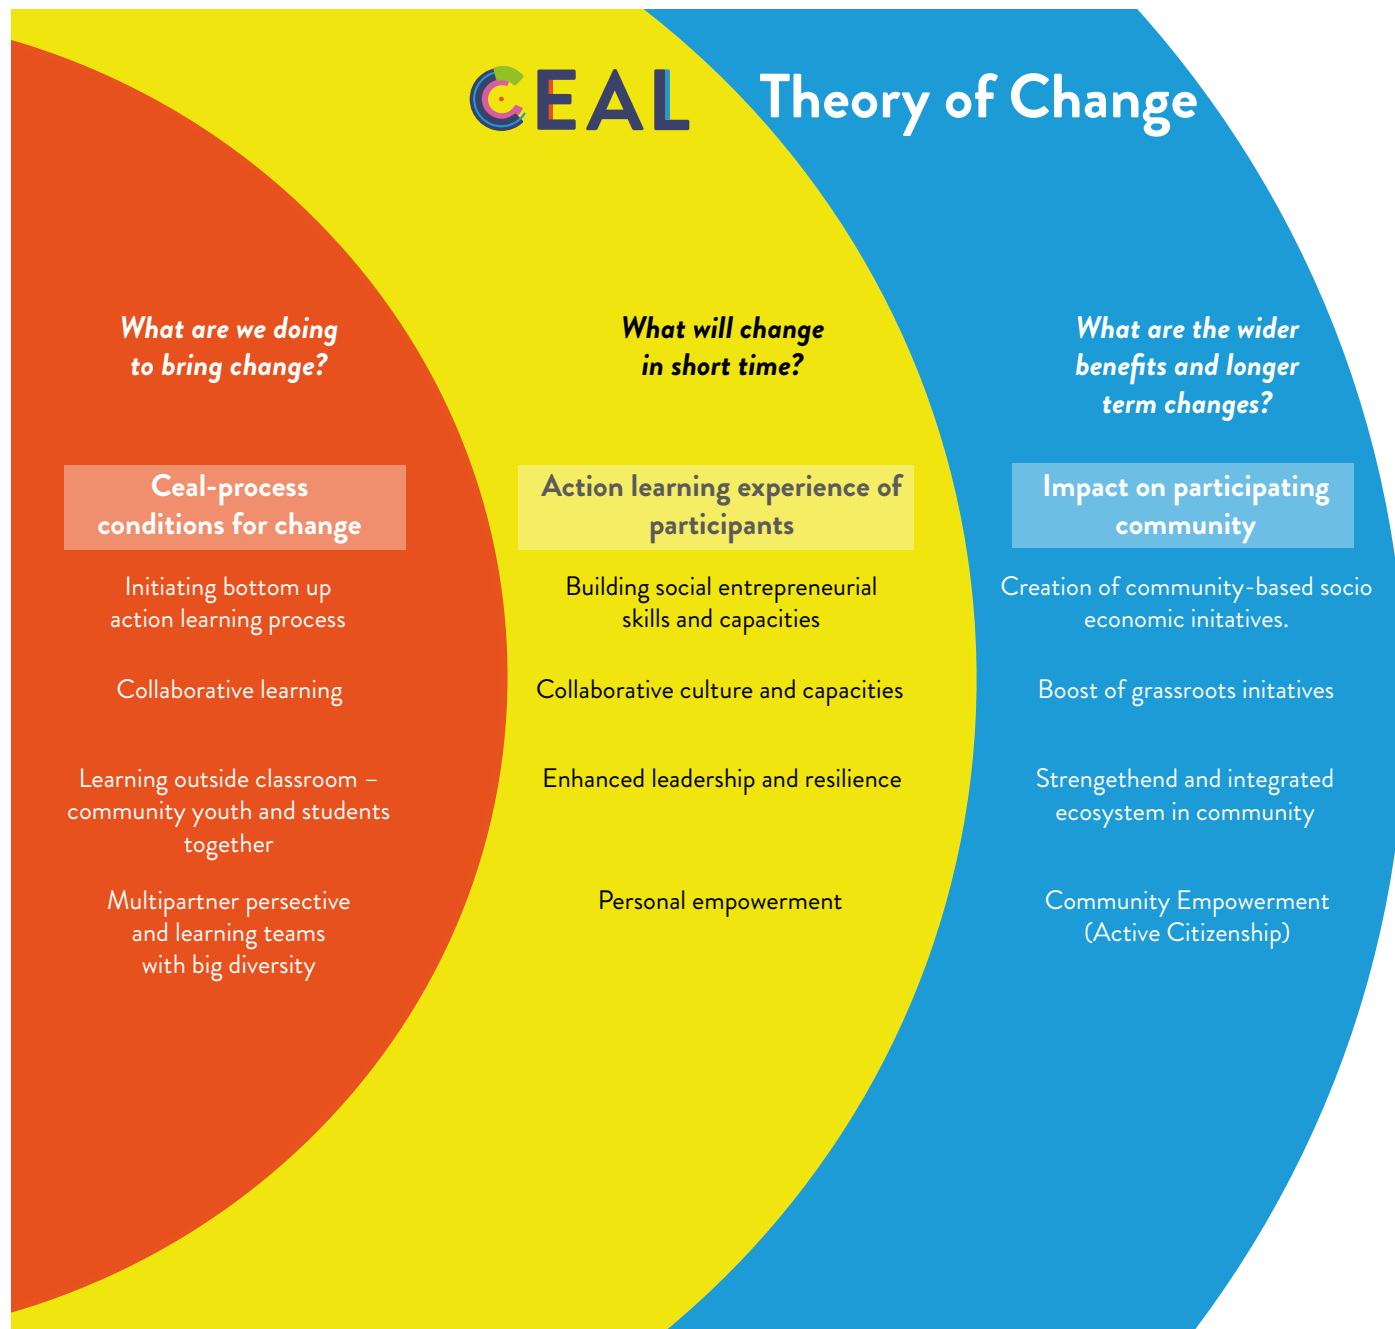 CEAL Theory of Change
What are we doing
to bring change?
Ceal-process
conditions for change
Initiating bottom up
action learning process
Collaborative learning
Learning outside classroom –
community youth and students
together
Multipartner persective
and learning teams
with big diversity
What will change
in short time?
Action learning experience of
participants
Building social entrepreneurial
skills and capacities
Collaborative culture and capacities
Enhanced leadership and resilience
Personal empowerment
What are the wider
benefits and longer
term changes?
Impact on participating
community
Creation of community-based socio
economic initatives.
Boost of grassroots initatives
Strengethend and integrated
ecosystem in community
Community Empowerment
(Active Citizenship)